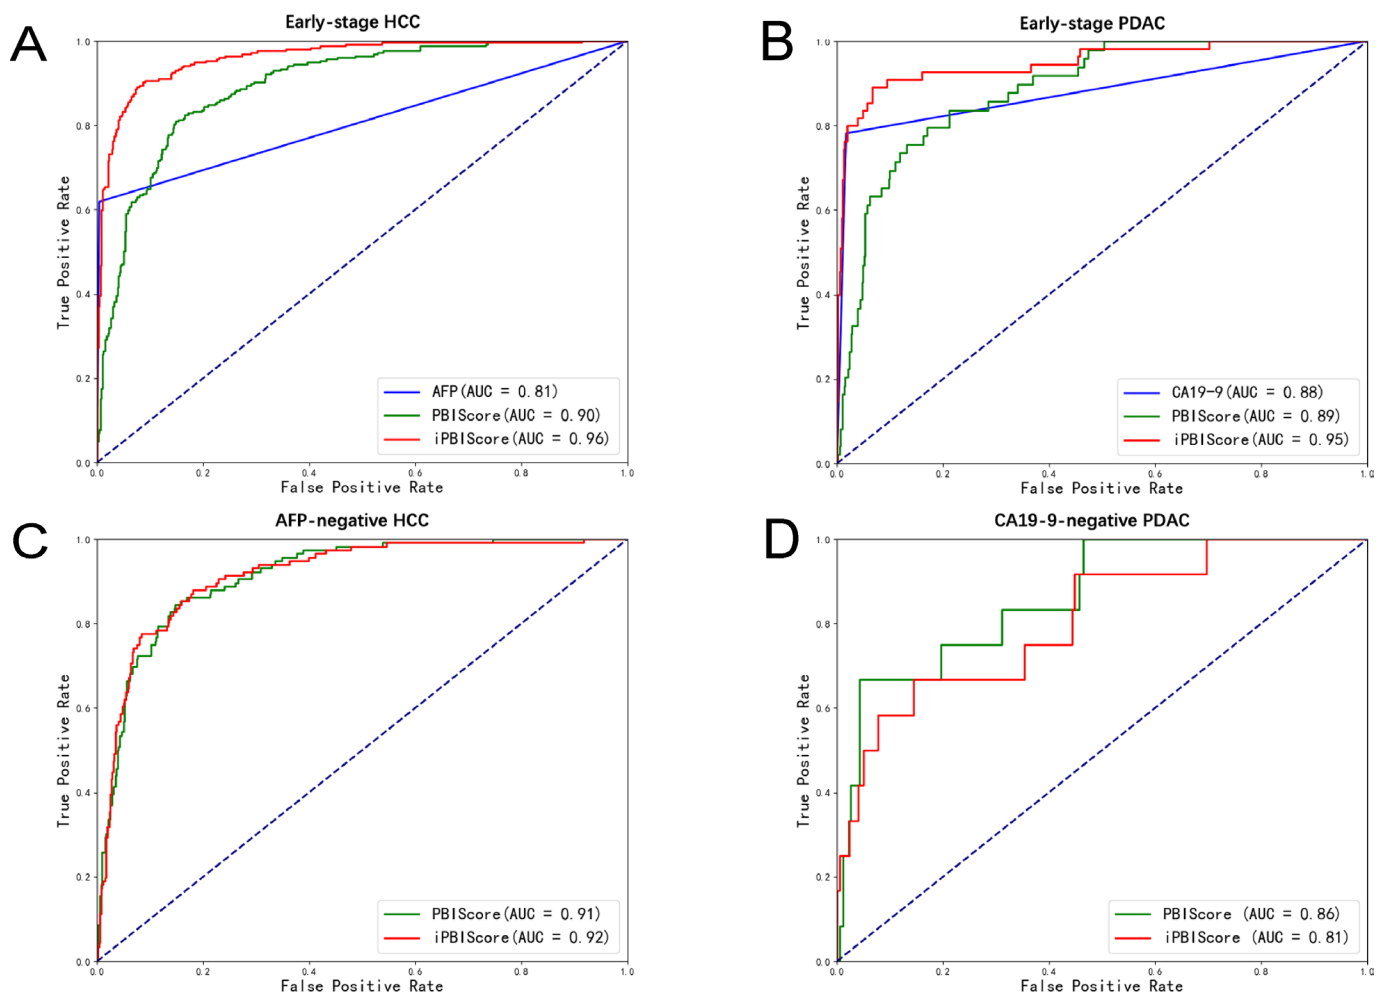 A
Early-stage HCC
1.0
0.8
0.6
0.4
0.2
0.0
True Positive Rate
AFP(AUC = 0.81)
PBIScore(AUC = 0.90)
iPBIScore(AUC = 0.96)
0.0 0.2 0.4 0.6 0.8 1.0
False Positive Rate
B
Early-stage PDAC
1.0
0.8
0.6
0.4
0.2
0.0
True Positive Rate
CA19-9(AUC = 0.88)
PBIScore(AUC = 0.89)
iPBIScore(AUC = 0.95)
0.0 0.2 0.4 0.6 0.8 1.0
False Positive Rate
C
AFP-negative HCC
1.0
0.8
0.6
0.4
0.2
0.0
True Positive Rate
PBIScore(AUC = 0.91)
iPBIScore(AUC = 0.92)
0.0 0.2 0.4 0.6 0.8 1.0
False Positive Rate
D
CA19-9-negative PDAC
1.0
0.8
0.6
0.4
0.2
0.0
True Positive Rate
PBIScore (AUC = 0.86)
iPBIScore (AUC = 0.81)
0.0 0.2 0.4 0.6 0.8 1.0
False Positive Rate